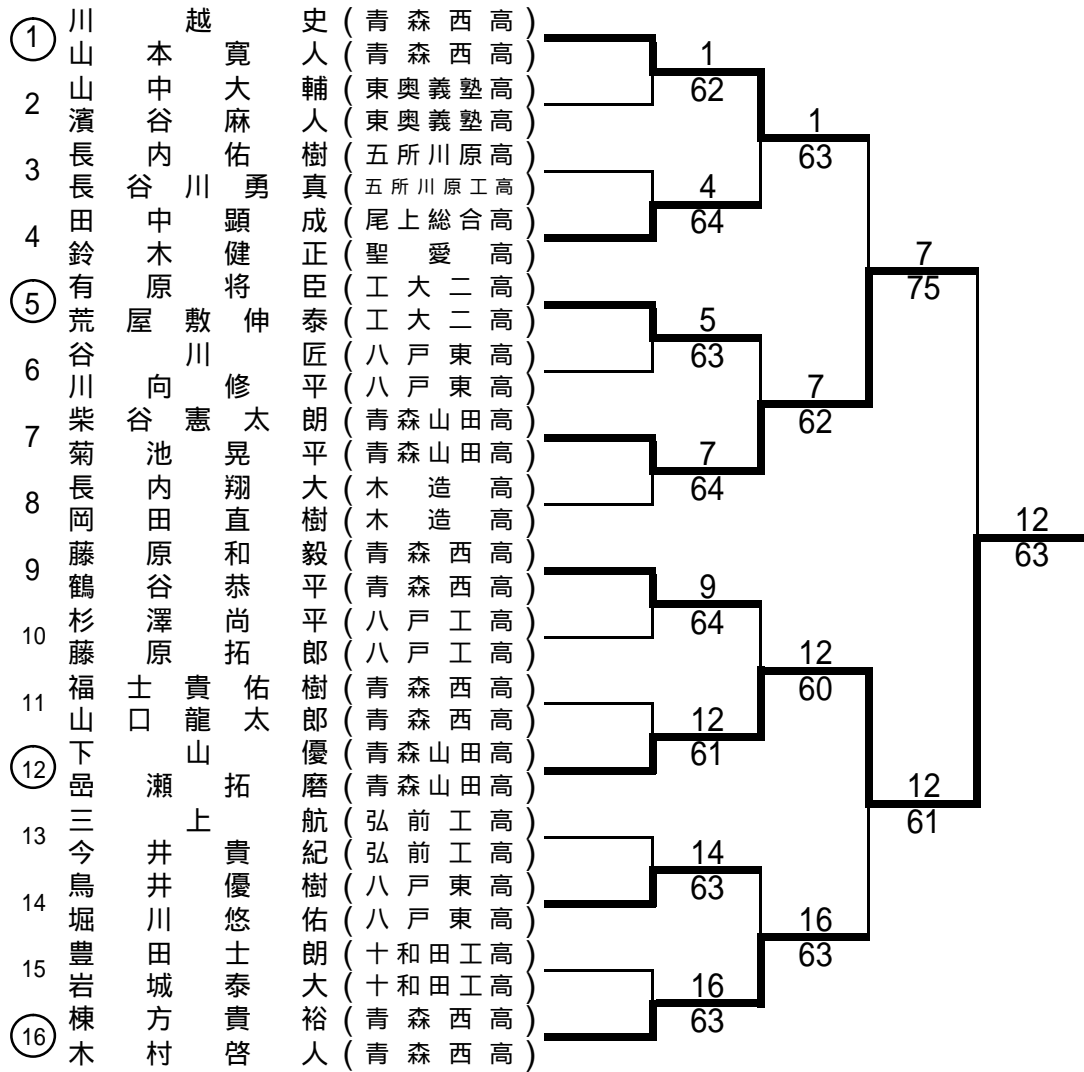 ① 川越史 (青森西高)
山本寛人 (青森西高)
2 山中大輔 (東奥義塾高)
濱谷麻人 (東奥義塾高)
3 長内佑樹 (五所川原高)
長谷川勇真 (五所川原工高)
4 田中顕成 (尾上総合高)
鈴木健正 (聖愛高)
⑤ 有原将臣 (工大二高)
荒屋敷伸泰 (工大二高)
6 谷川匠 (八戸東高)
川向修平 (八戸東高)
7 柴谷憲太朗 (青森山田高)
菊池晃平 (青森山田高)
8 長内翔大 (木造高)
岡田直樹 (木造高)
9 藤原和毅 (青森西高)
鶴谷恭平 (青森西高)
10 杉澤尚平 (八戸工高)
藤原拓郎 (八戸工高)
11 福士貴佑樹 (青森西高)
山口龍太郎 (青森西高)
⑫ 下山優 (青森山田高)
嵒瀬拓磨 (青森山田高)
13 三上航 (弘前工高)
今井貴紀 (弘前工高)
14 鳥井優樹 (八戸東高)
堀川悠佑 (八戸東高)
15 豊田士朗 (十和田工高)
岩城泰大 (十和田工高)
⑯ 棟方貴裕 (青森西高)
木村啓人 (青森西高)
1
62
4
64
5
63
7
64
9
64
12
61
14
63
16
63
1
63
7
62
12
60
16
63
7
75
12
61
12
63